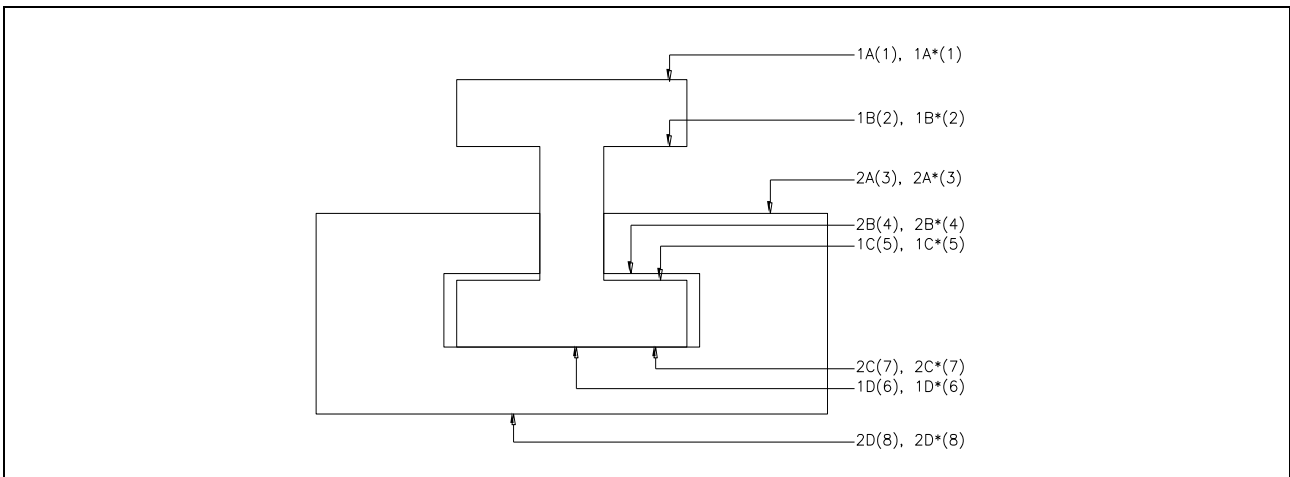 1A(1), 1A*(1)
1B(2), 1B*(2)
2A(3), 2A*(3)
2B(4), 2B*(4)
1C(5), 1C*(5)
2C(7), 2C*(7)
1D(6), 1D*(6)
2D(8), 2D*(8)